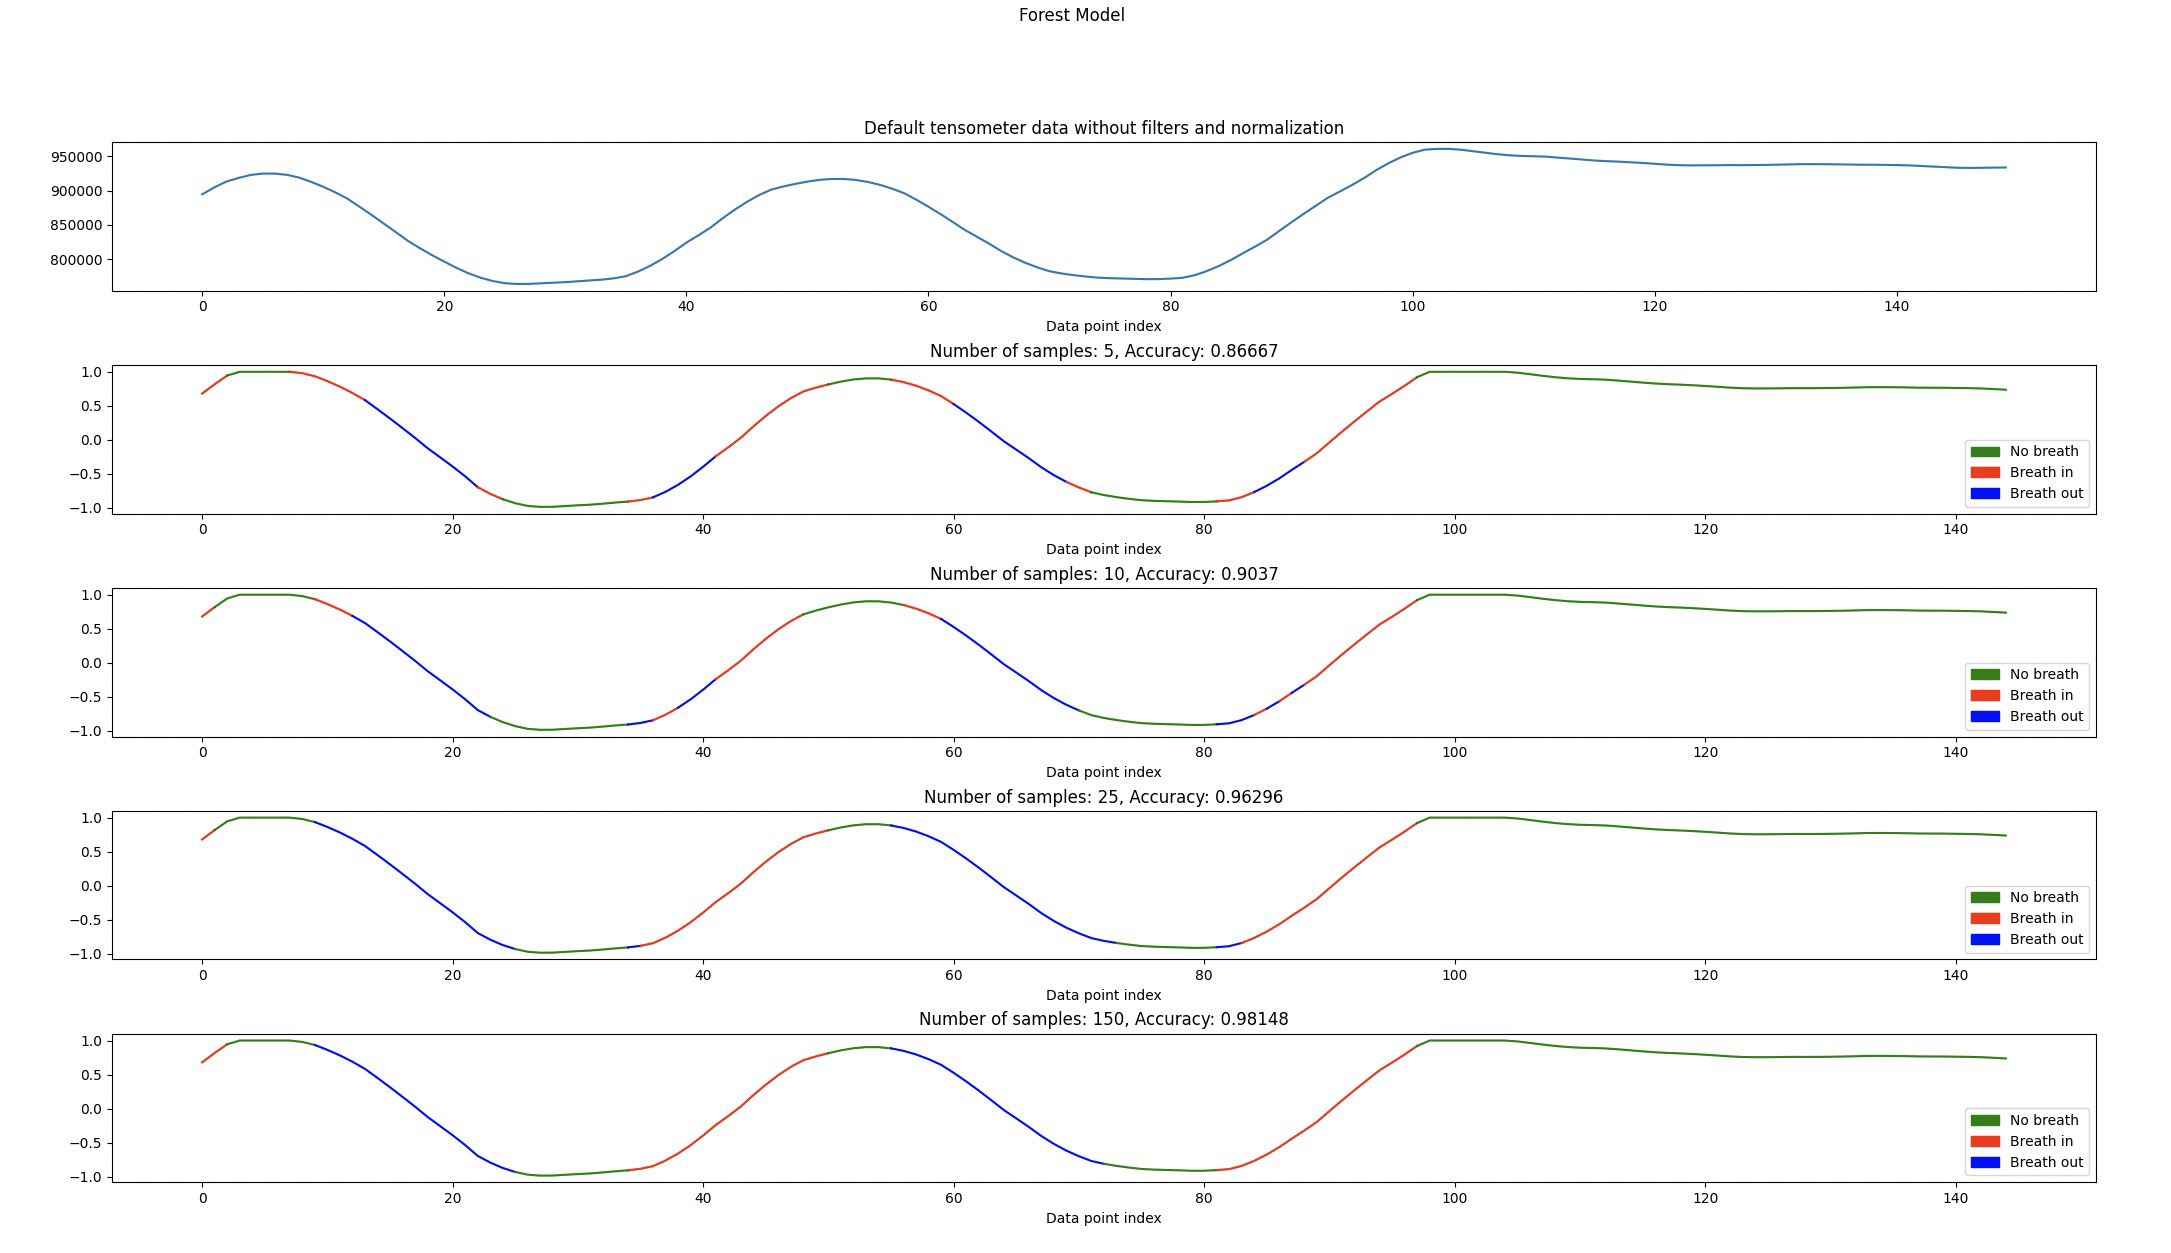 Forest Model
Default tensometer data without filters and normalization
950000
900000
850000
800000
0 20 40 60 80 100 120 140
Data point index
Number of samples: 5, Accuracy: 0.86667
1.0
0.5
0.0
−0.5
−1.0
No breath
Breath in
Breath out
0 20 40 60 80 100 120 140
Data point index
Number of samples: 10, Accuracy: 0.9037
1.0
0.5
0.0
−0.5
−1.0
No breath
Breath in
Breath out
0 20 40 60 80 100 120 140
Data point index
Number of samples: 25, Accuracy: 0.96296
1.0
0.5
0.0
−0.5
−1.0
No breath
Breath in
Breath out
0 20 40 60 80 100 120 140
Data point index
Number of samples: 150, Accuracy: 0.98148
1.0
0.5
0.0
−0.5
−1.0
No breath
Breath in
Breath out
0 20 40 60 80 100 120 140
Data point index